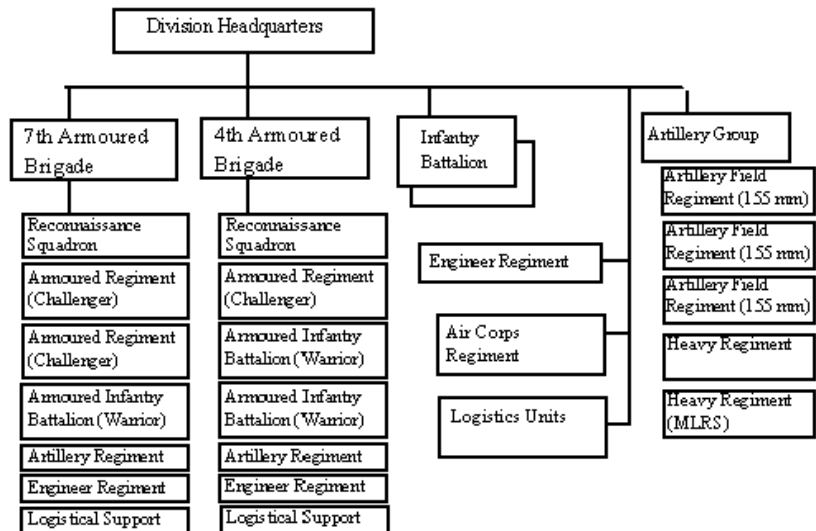 Division Headquarters
7th Armoured
Brigade
Reconnaissance
Squadron
Armoured Regiment
(Challenger)
Armoured Regiment
(Challenger)
Armoured Infantry
Battalion (Warrior)
Artillery Regiment
Engineer Regiment
Logistical Support
4th Armoured
Brigade
Reconnaissance
Squadron
Armoured Regiment
(Challenger)
Armoured Infantry
Battalion (Warrior)
Armoured Infantry
Battalion (Warrior)
Artillery Regiment
Engineer Regiment
Logistical Support
Infantry
Battalion
Engineer Regiment
Air Corps
Regiment
Logistics Units
Artillery Group
Artillery Field
Regiment (155 mm)
Artillery Field
Regiment (155 mm)
Artillery Field
Regiment (155 mm)
Heavy Regiment
Heavy Regiment
(MLRS)